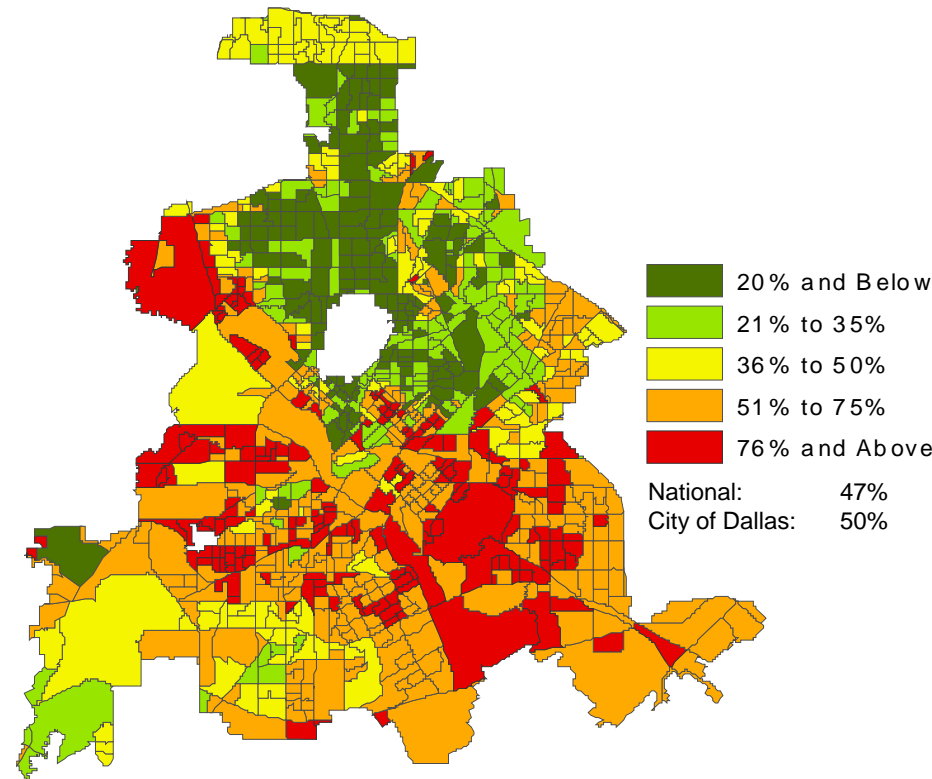 20% and Below
21% to 35%
36% to 50%
51% to 75%
76% and Above
National: 47%
City of Dallas: 50%